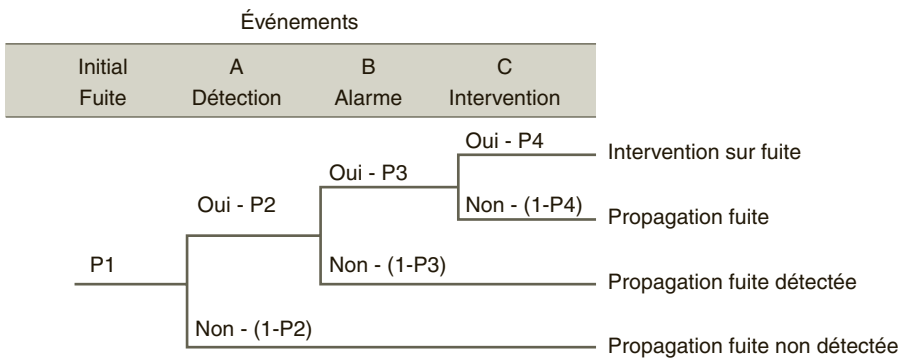 Événements
Initial A B C
Fuite Détection Alarme Intervention
Oui - P4 Intervention sur fuite
Oui - P3
Oui - P2 Non - (1-P4) Propagation fuite
P1 Non - (1-P3) Propagation fuite détectée
Non - (1-P2) Propagation fuite non détectée